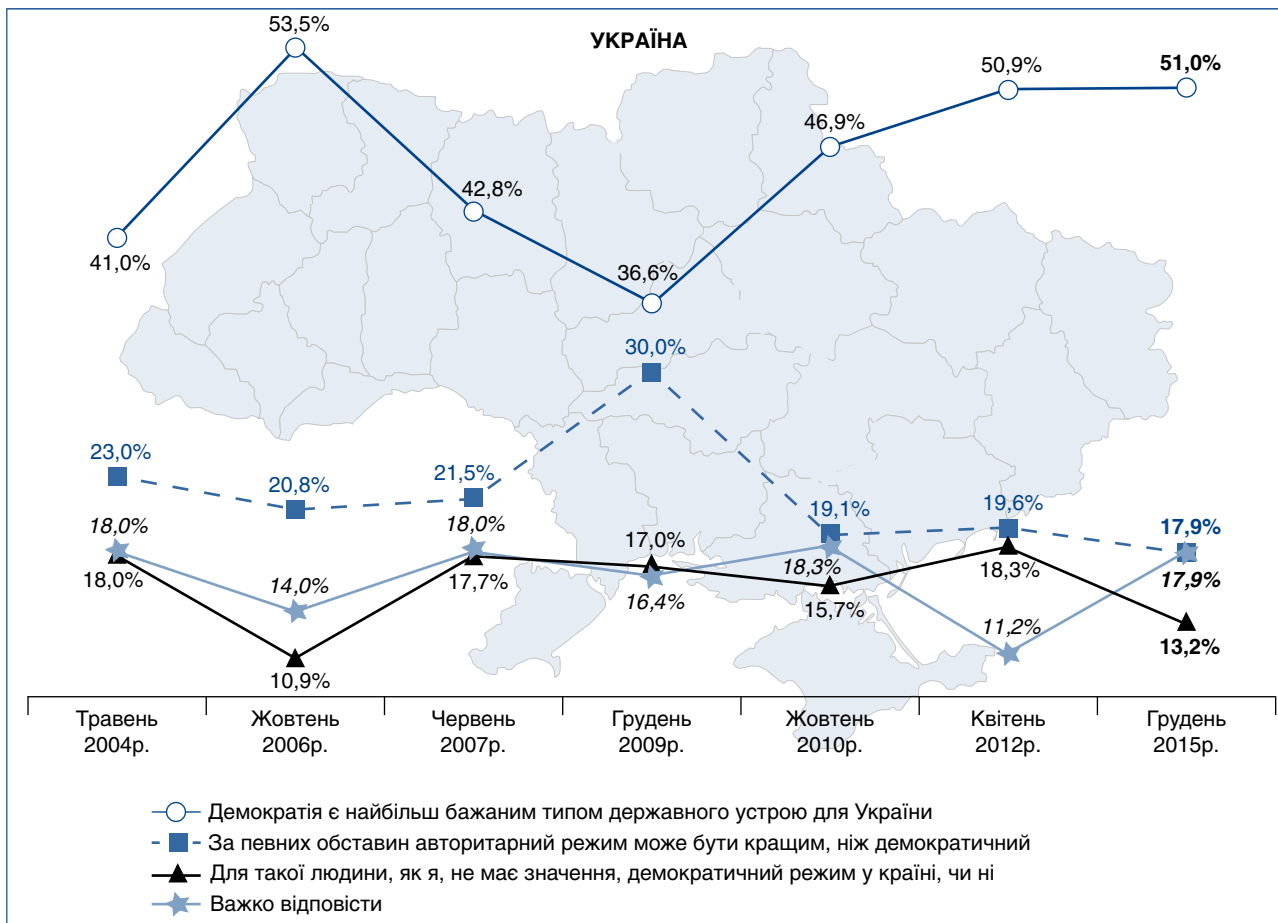 УКРАЇНА
53,5%
50,9%
51,0%
46,9%
42,8%
41,0%
36,6%
30,0%
23,0%
20,8%
21,5%
19,1%
19,6%
17,9%
18,0%
18,0%
17,0%
18,0%
14,0%
17,7%
16,4%
18,3%
15,7%
18,3%
17,9%
10,9%
11,2%
13,2%
Травень
2004р.
Жовтень
2006р.
Червень
2007р.
Грудень
2009р.
Жовтень
2010р.
Квітень
2012р.
Грудень
2015р.
Демократія є найбільш бажаним типом державного устрою для України
За певних обставин авторитарний режим може бути кращим, ніж демократичний
Для такої людини, як я, не має значення, демократичний режим у країні, чи ні
Важко відповісти